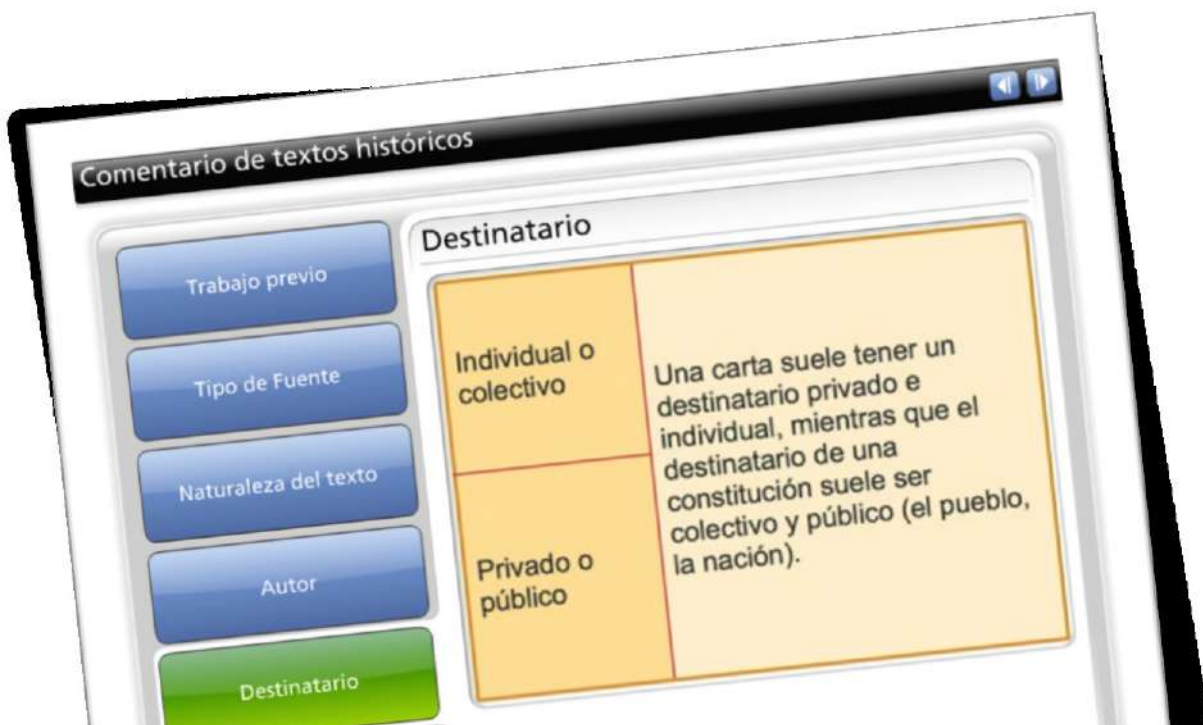 Comentario de textos históricos
Trabajo previo
Tipo de Fuente
Naturaleza del texto
Autor
Destinatario
Destinatario
Individual o
colectivo
Privado o
público
Una carta suele tener un
destinatario privado e
individual, mientras que el
destinatario de una
constitución suele ser
colectivo y público (el pueblo,
la nación).